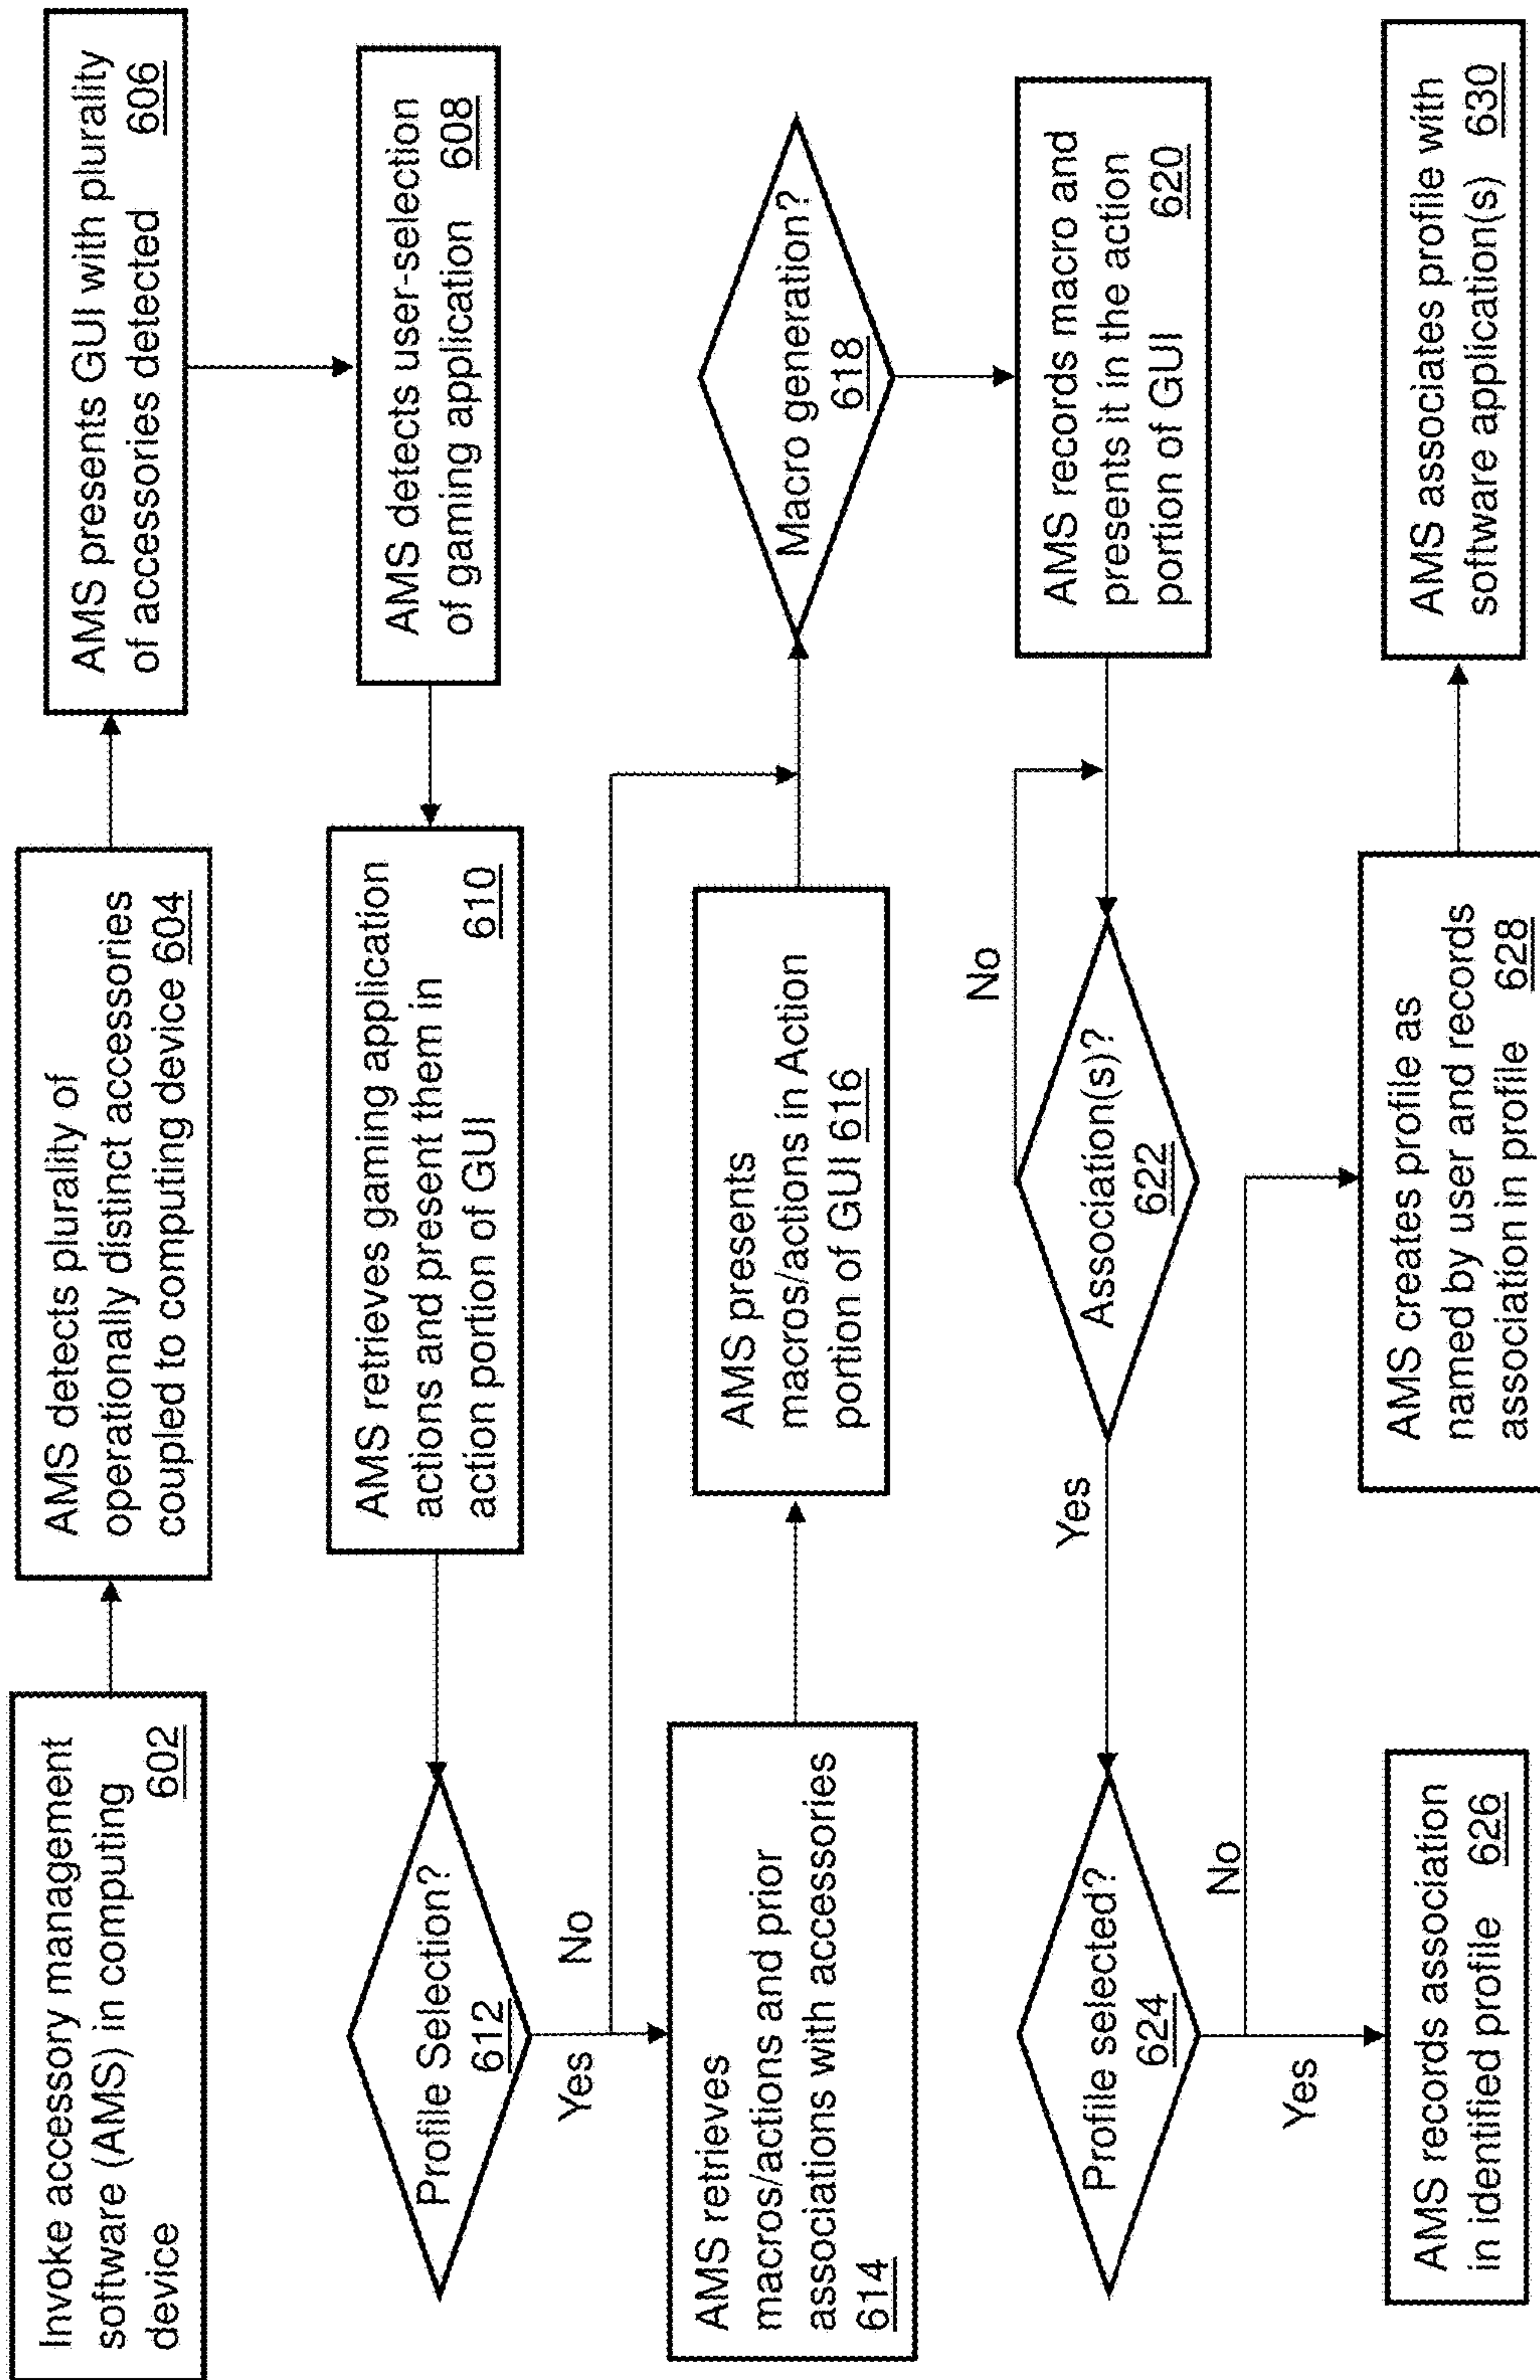 Invoke accessory management
software (AMS) in computing
device 602
AMS detects plurality of
operationally distinct accessories
coupled to computing device 604
AMS presents GUI with plurality
of accessories detected 606
AMS detects user-selection
of gaming application 608
AMS retrieves gaming application
actions and present them in
action portion of GUI 610
Profile Selection?
612
Yes
No
AMS retrieves
macros/actions and prior
associations with accessories
614
AMS presents
macros/actions in Action
portion of GUI 616
Macro generation?
618
AMS records macro and
presents it in the action
portion of GUI 620
Association(s)?
622
No
Yes
Profile selected?
624
Yes
No
AMS records association
in identified profile 626
AMS creates profile as
named by user and records
association in profile 628
AMS associates profile with
software application(s) 630